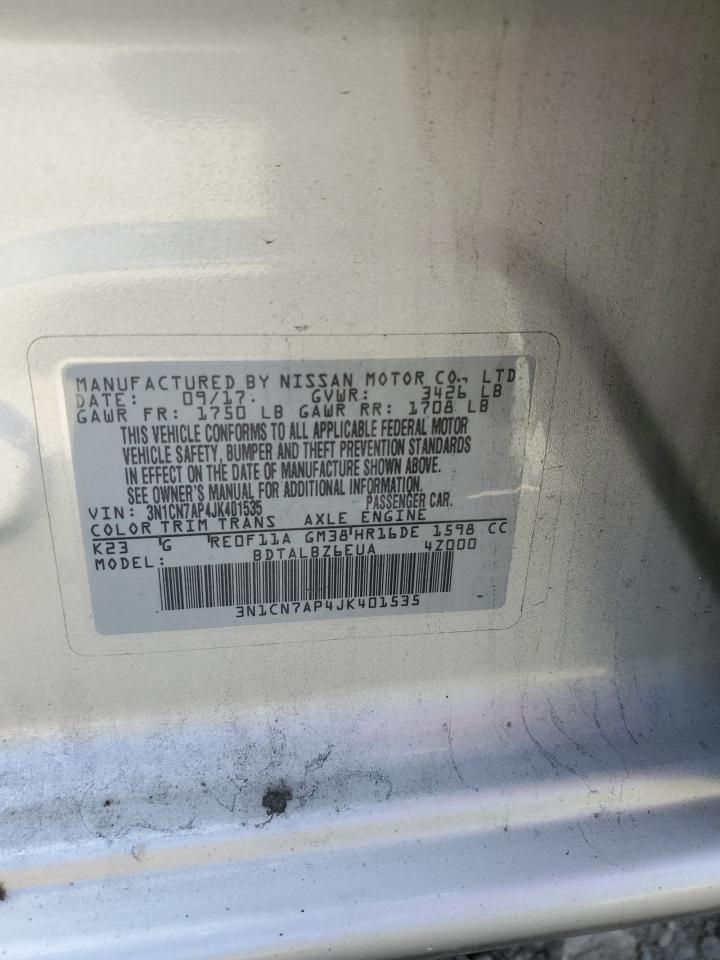 MANUFACTURED BY NISSAN MOTOR CO., LTD
DATE: 09/17. GVWR: 3426 LB
GAWR FR: 1750 LB GAWR RR: 1708 LB
THIS VEHICLE CONFORMS TO ALL APPLICABLE FEDERAL MOTOR
VEHICLE SAFETY, BUMPER AND THEFT PREVENTION STANDARDS
IN EFFECT ON THE DATE OF MANUFACTURE SHOWN ABOVE.
SEE OWNER'S MANUAL FOR ADDITIONAL INFORMATION.
VIN: 3N1CN7AP4JK401535 PASSENGER CAR.
COLOR TRIM TRANS AXLE ENGINE
K23 G RE0F11A GM38 HR16DE 1598 CC
MODEL: BDTALBZ6EUA 4Z000
3N1CN7AP4JK401535